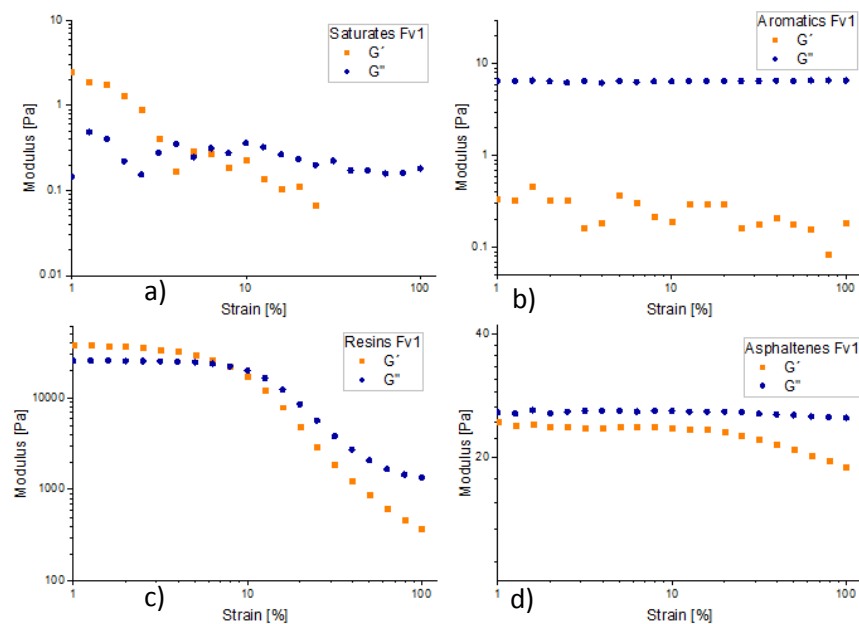 Saturates Fv1
G´
G"
10
1
0.1
0.01
Modulus [Pa]
1
10
100
Strain [%]
a)
Aromatics Fv1
G´
G"
10
1
0.1
Modulus [Pa]
1
10
100
Strain [%]
b)
Resins Fv1
G´
G"
10000
1000
100
Modulus [Pa]
1
10
100
Strain [%]
c)
Asphaltenes Fv1
G´
G"
40
20
Modulus [Pa]
1
10
100
Strain [%]
d)